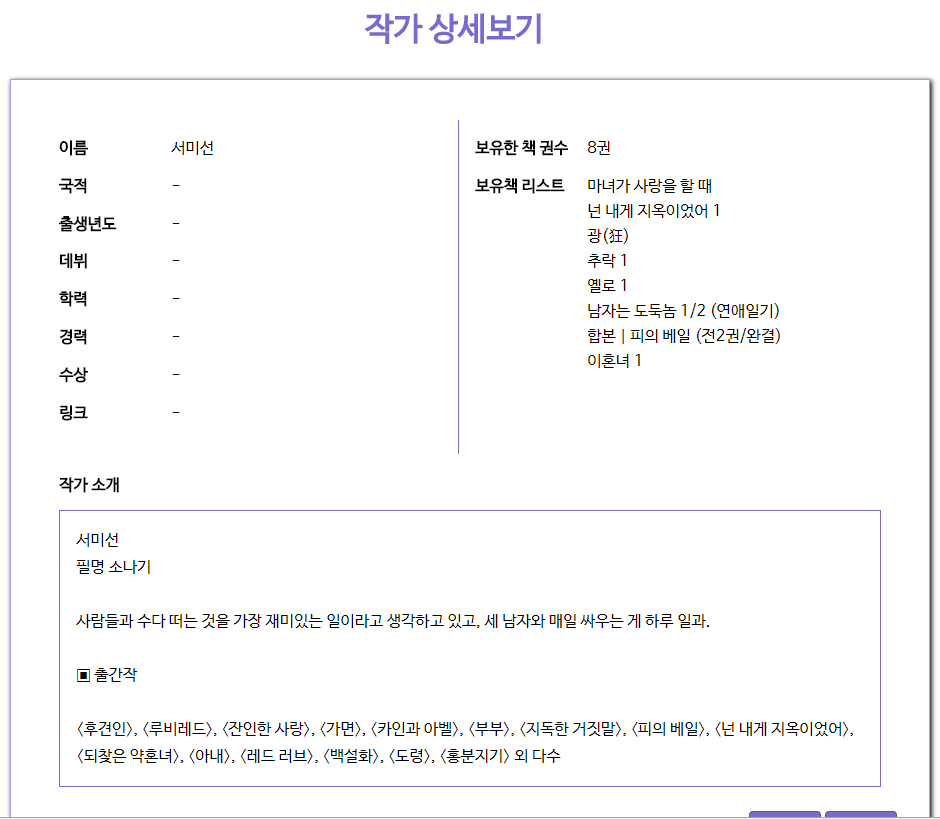 작가 상세보기
이름 서미선
국적 -
출생년도 -
데뷔 -
학력 -
경력 -
수상 -
링크 -
보유한 책 권수 8권
보유책 리스트 마녀가 사랑을 할 때
넌 내게 지옥이었어 1
광(狂)
추락 1
옐로 1
남자는 도둑놈 1/2 (연애일기)
합본 | 피의 베일 (전2권/완결)
이혼녀 1
작가 소개
서미선
필명 소나기
사람들과 수다 떠는 것을 가장 재미있는 일이라고 생각하고 있고, 세 남자와 매일 싸우는 게 하루 일과.
▣ 출간작
〈후견인〉, 〈루비레드〉, 〈잔인한 사랑〉, 〈가면〉, 〈카인과 아벨〉, 〈부부〉, 〈지독한 거짓말〉, 〈피의 베일〉, 〈넌 내게 지옥이었어〉,
〈되찾은 약혼녀〉, 〈아내〉, 〈레드 러브〉, 〈백설화〉, 〈도령〉, 〈흥분지기〉 외 다수